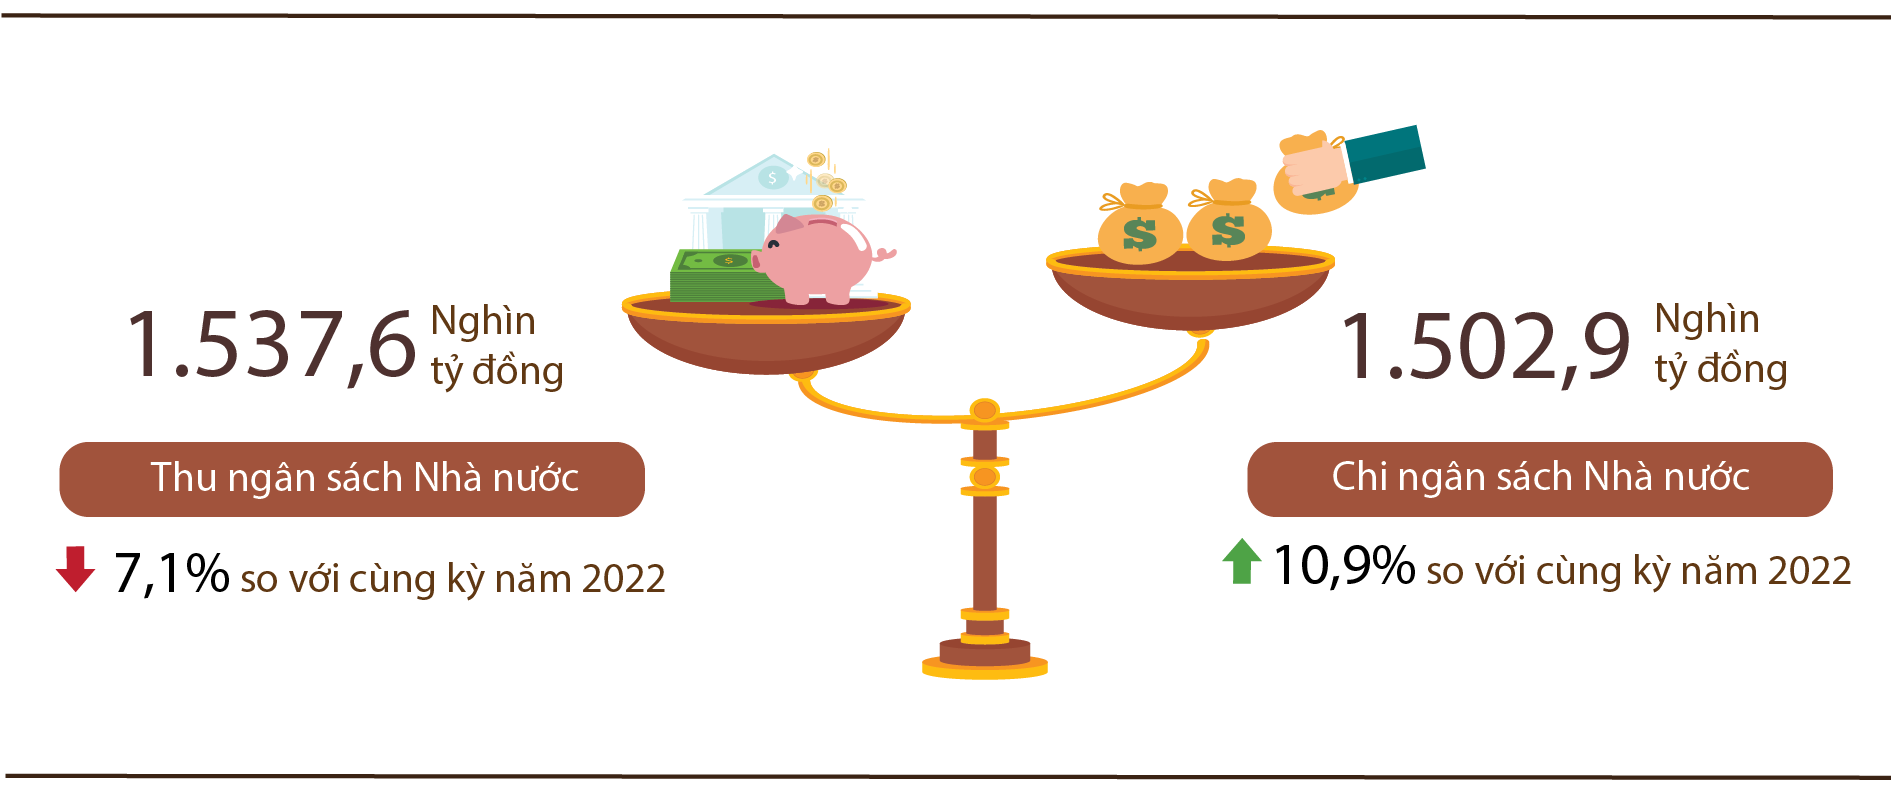 1.537,6 Nghìn
tỷ đồng
Thu ngân sách Nhà nước
7,1% so với cùng kỳ năm 2022
$
$
$
$
$
1.502,9 Nghìn
tỷ đồng
Chi ngân sách Nhà nước
10,9% so với cùng kỳ năm 2022